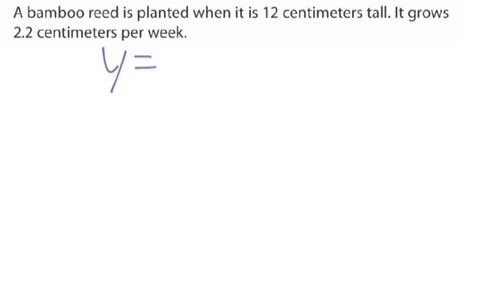 A bamboo reed is planted when it is 12 centimeters tall. It grows
2.2 centimeters per week.
y=